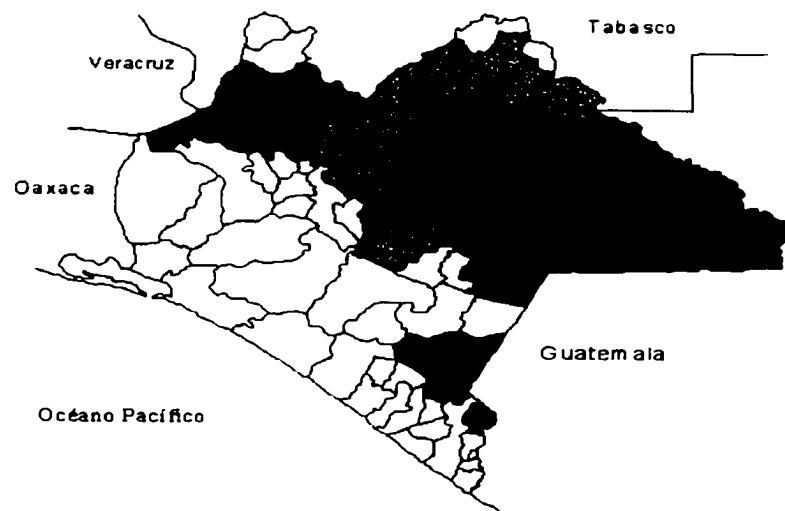 Tabasco
Veracruz
Oaxaca
Guatemala
Océano Pacífico